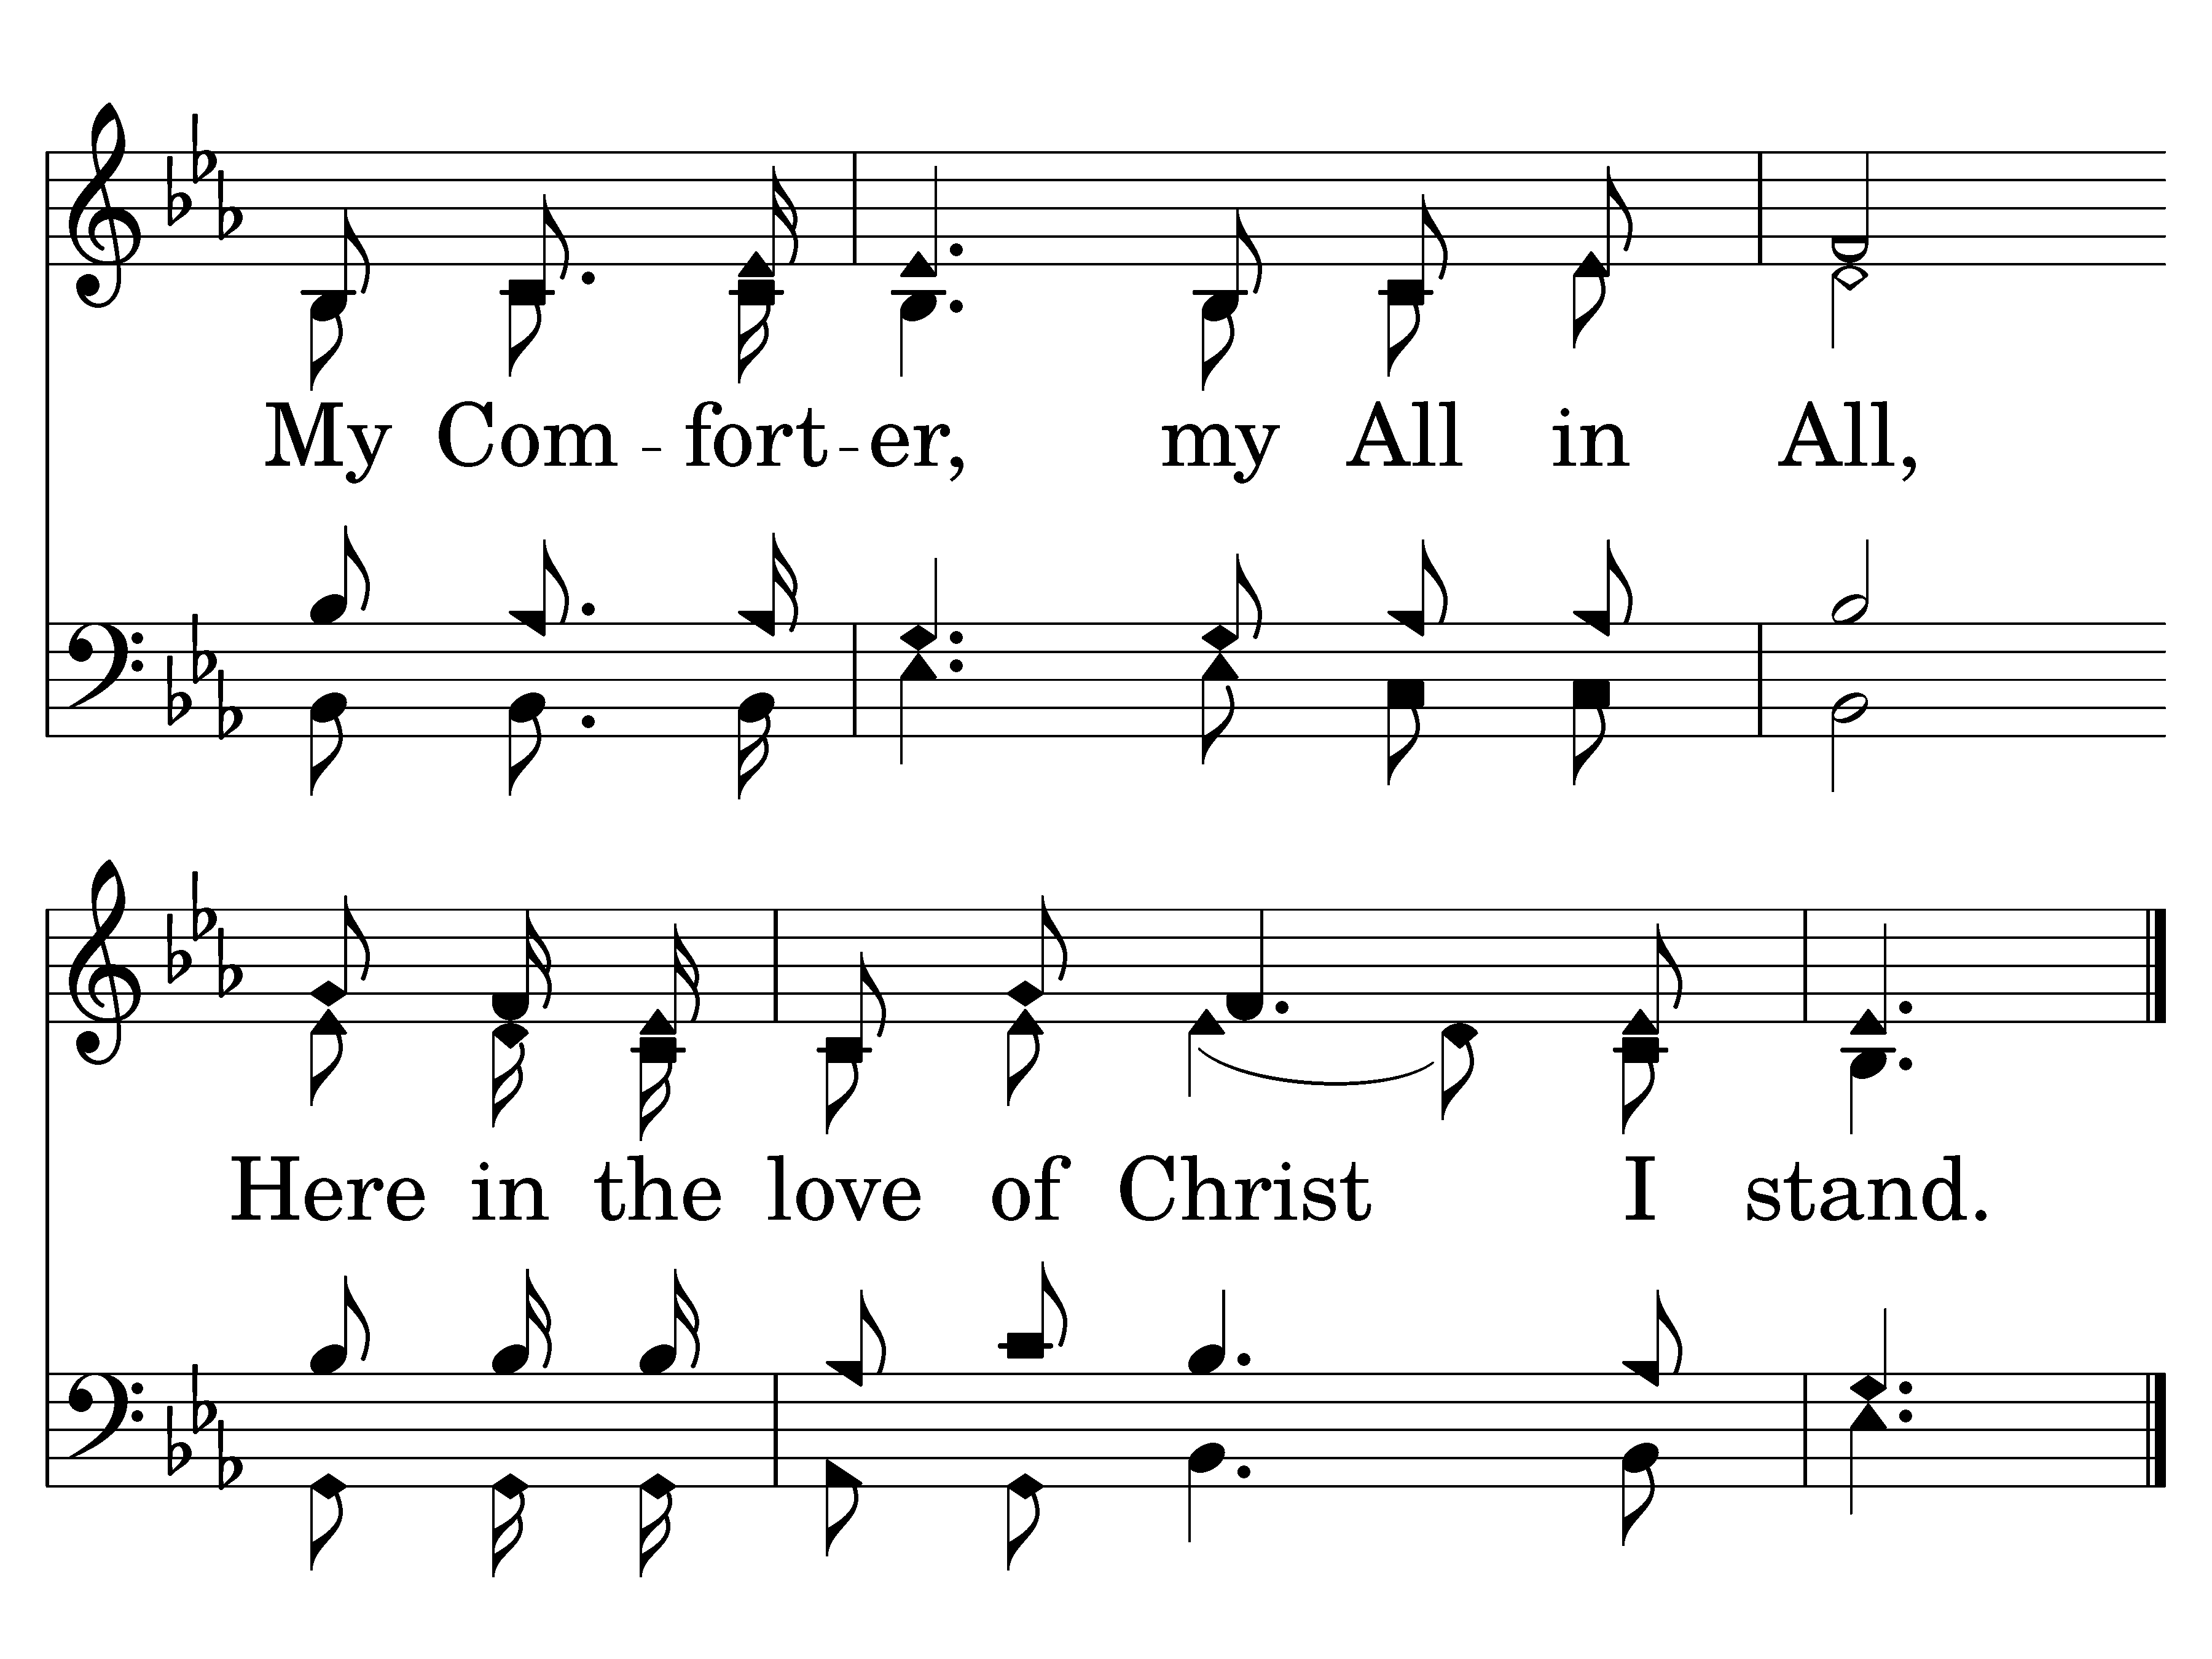 My Com - fort - er, my All in All,
Here in the love of Christ I stand.